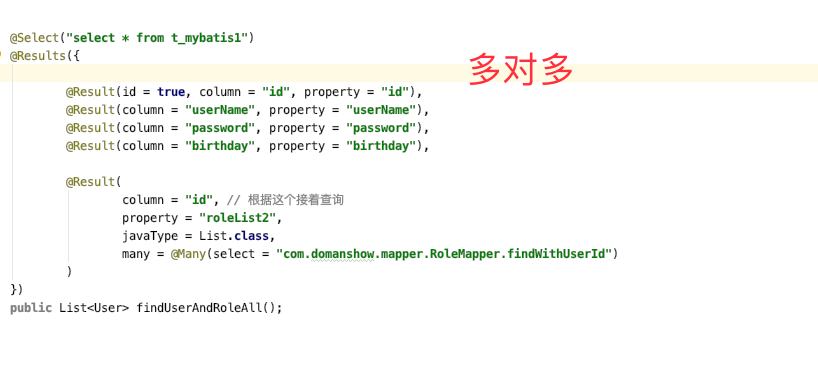 @Select("select * from t_mybatis1")
@Results({
多对多
@Result(id = true, column = "id", property = "id"),
@Result(column = "userName", property = "userName"),
@Result(column = "password", property = "password"),
@Result(column = "birthday", property = "birthday"),
@Result(
column = "id", // 根据这个接着查询
property = "roleList2",
javaType = List.class,
many = @Many(select = "com.domanshow.mapper.RoleMapper.findWithUserId")
)
})
public List<User> findUserAndRoleAll();